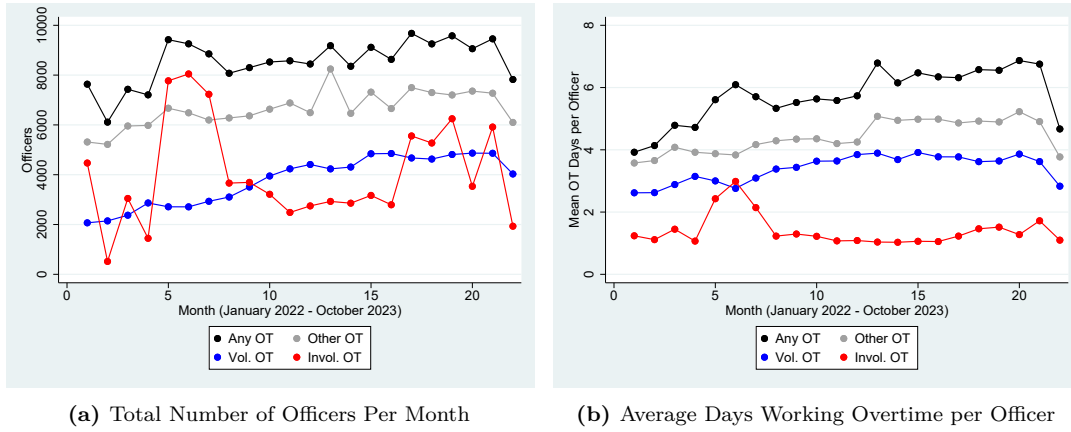 10000
8000
6000
4000
2000
0
Officers
0 5 10 15 20
Month (January 2022 - October 2023)
Any OT Other OT
Vol. OT Invol. OT
(a) Total Number of Officers Per Month
8
6
4
2
0
Mean OT Days per Officer
0 5 10 15 20
Month (January 2022 - October 2023)
Any OT Other OT
Vol. OT Invol. OT
(b) Average Days Working Overtime per Officer